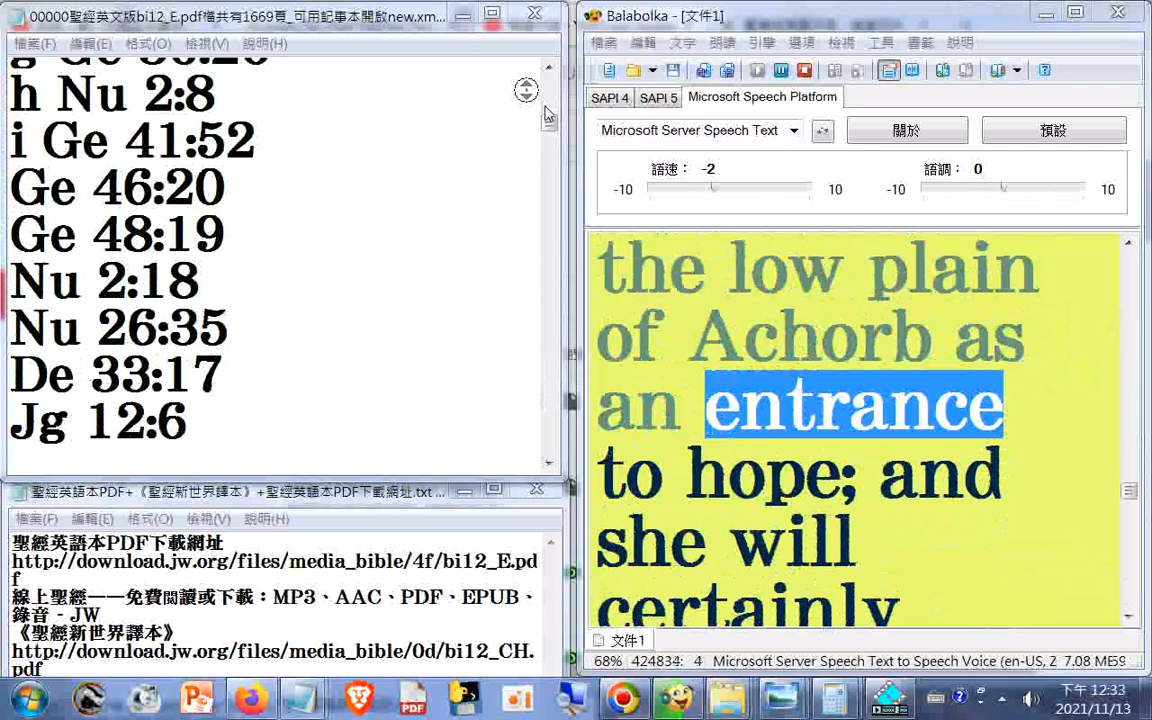 00000聖經英文版bi12_E.pdf檔共有1669頁_可用記事本開啟new.xm...
檔案(F) 編輯(E) 格式(O) 檢視(V) 說明(H)
g Ge 50:20
h Nu 2:8
i Ge 41:52
Ge 46:20
Ge 48:19
Nu 2:18
Nu 26:35
De 33:17
Jg 12:6
聖經英語本PDF+《聖經新世界譯本》+聖經英語本PDF下載網址.txt ...
檔案(F) 編輯(E) 格式(O) 檢視(V) 說明(H)
聖經英語本PDF下載網址
http://download.jw.org/files/media_bible/4f/bi12_E.pd
f
線上聖經——免費閱讀或下載：MP3、AAC、PDF、EPUB、
錄音 - JW
《聖經新世界譯本》
http://download.jw.org/files/media_bible/0d/bi12_CH.
pdf
Balabolka - [文件1]
檔案 編輯 文字 朗讀 引擎 選項 檢視 工具 書籤 說明
SAPI 4 SAPI 5 Microsoft Speech Platform
Microsoft Server Speech Text 關於 預設
語速： -2 語調： 0
-10 10 -10 10
the low plain
of Achorb as
an entrance
to hope; and
she will
certainly
文件1
68% 424834: 4 Microsoft Server Speech Text to Speech Voice (en-US, Z 7.08 ME59
PDF
下午 12:33
2021/11/13